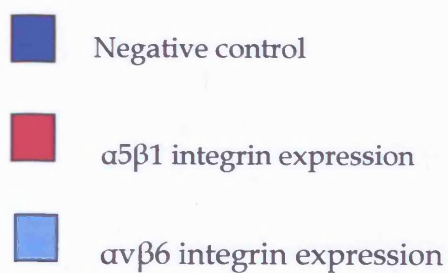 Negative control
α5β1 integrin expression
αvβ6 integrin expression